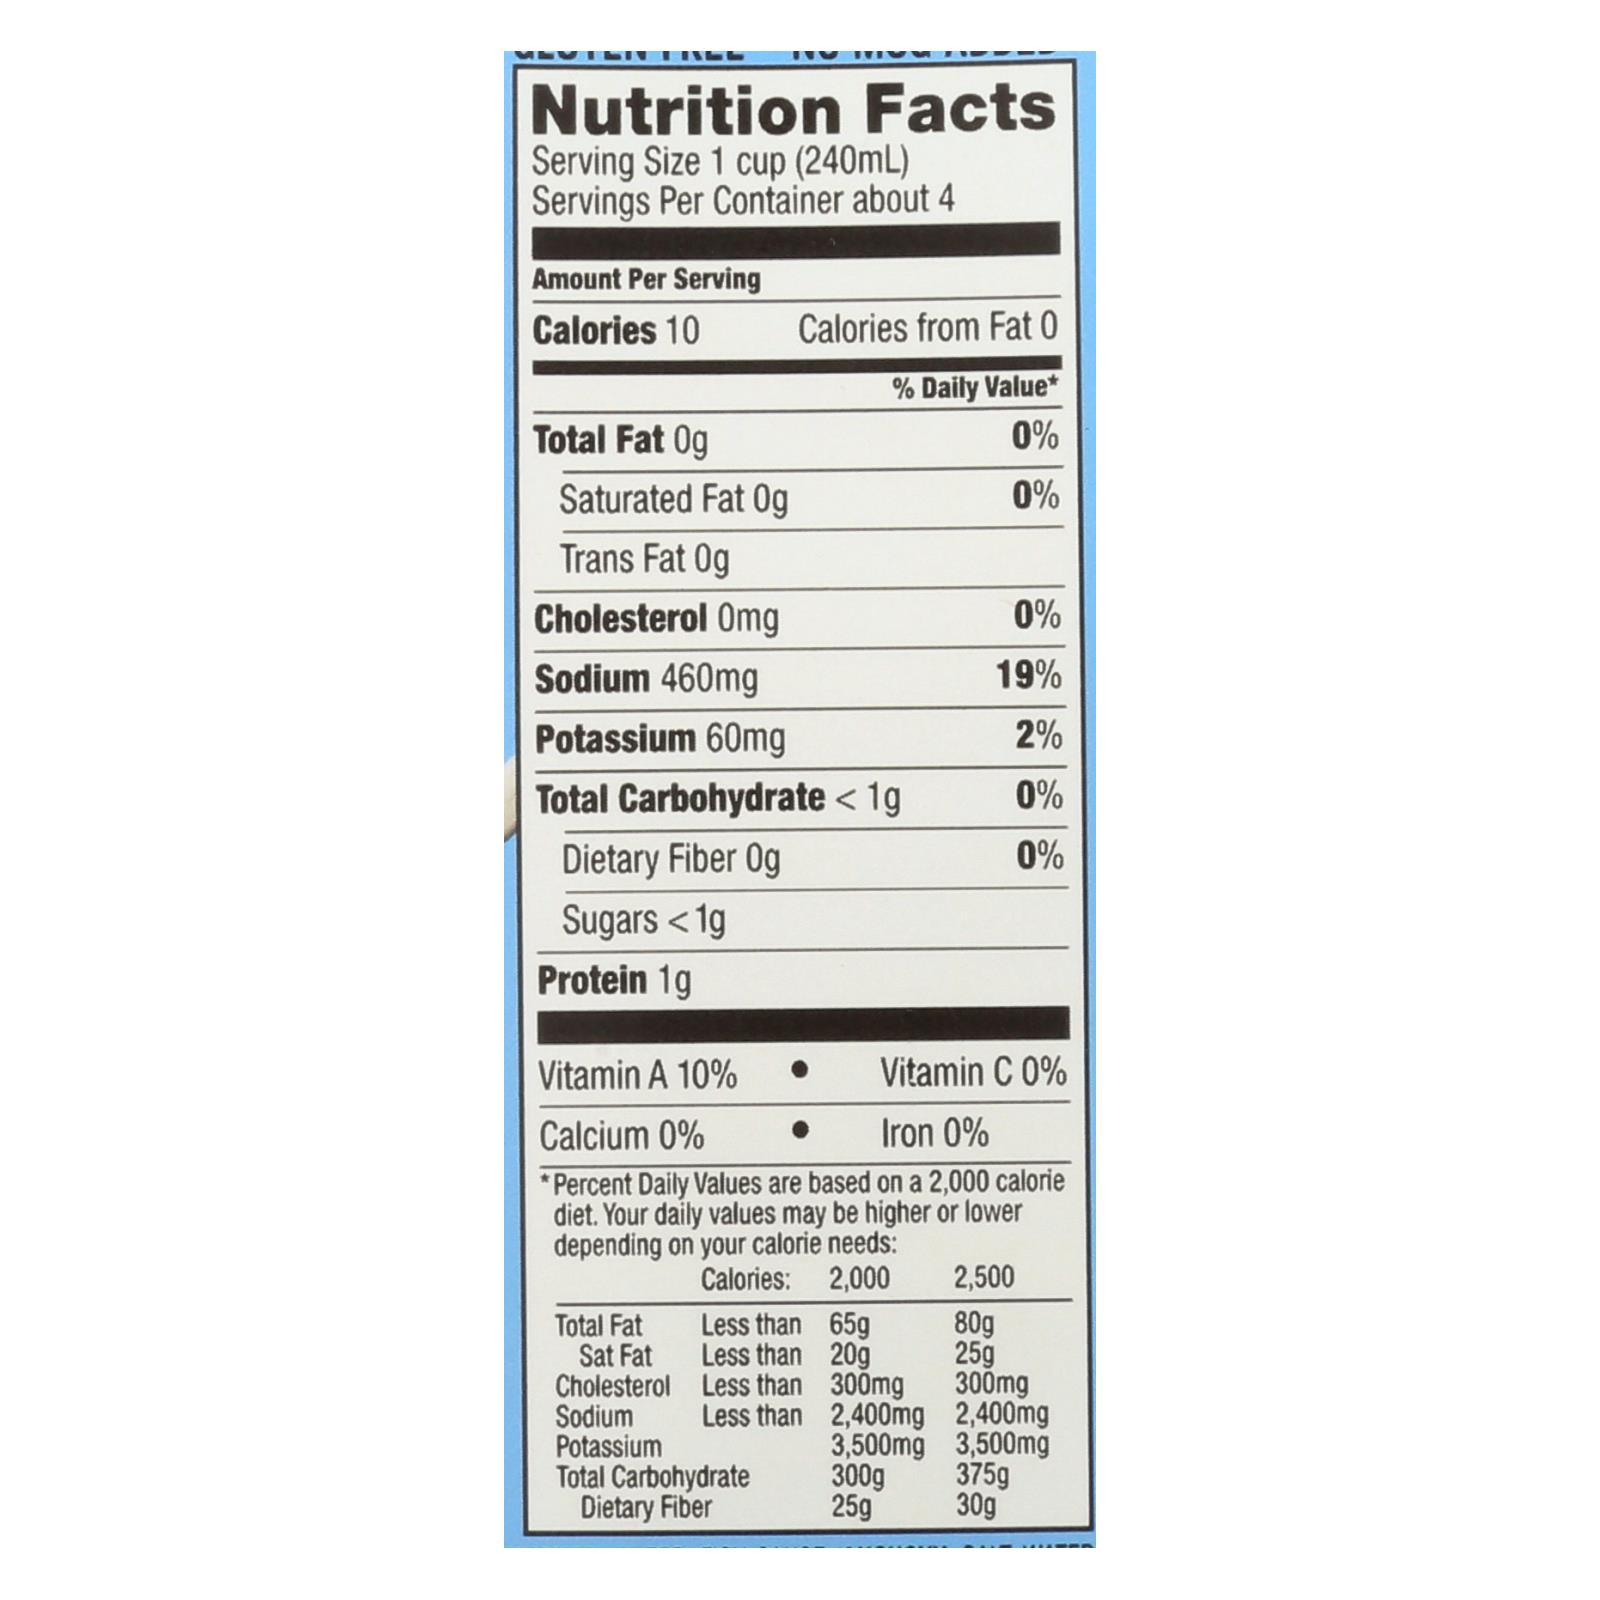 GLUTEN FREE NO MSG ADDED
Nutrition Facts
Serving Size 1 cup (240mL)
Servings Per Container about 4
Amount Per Serving
Calories 10 Calories from Fat 0
% Daily Value*
Total Fat 0g 0%
Saturated Fat 0g 0%
Trans Fat 0g
Cholesterol 0mg 0%
Sodium 460mg 19%
Potassium 60mg 2%
Total Carbohydrate < 1g 0%
Dietary Fiber 0g 0%
Sugars < 1g
Protein 1g
Vitamin A 10% • Vitamin C 0%
Calcium 0% • Iron 0%
*Percent Daily Values are based on a 2,000 calorie
diet. Your daily values may be higher or lower
depending on your calorie needs:
Calories: 2,000 2,500
Total Fat Less than 65g 80g
Sat Fat Less than 20g 25g
Cholesterol Less than 300mg 300mg
Sodium Less than 2,400mg 2,400mg
Potassium 3,500mg 3,500mg
Total Carbohydrate 300g 375g
Dietary Fiber 25g 30g